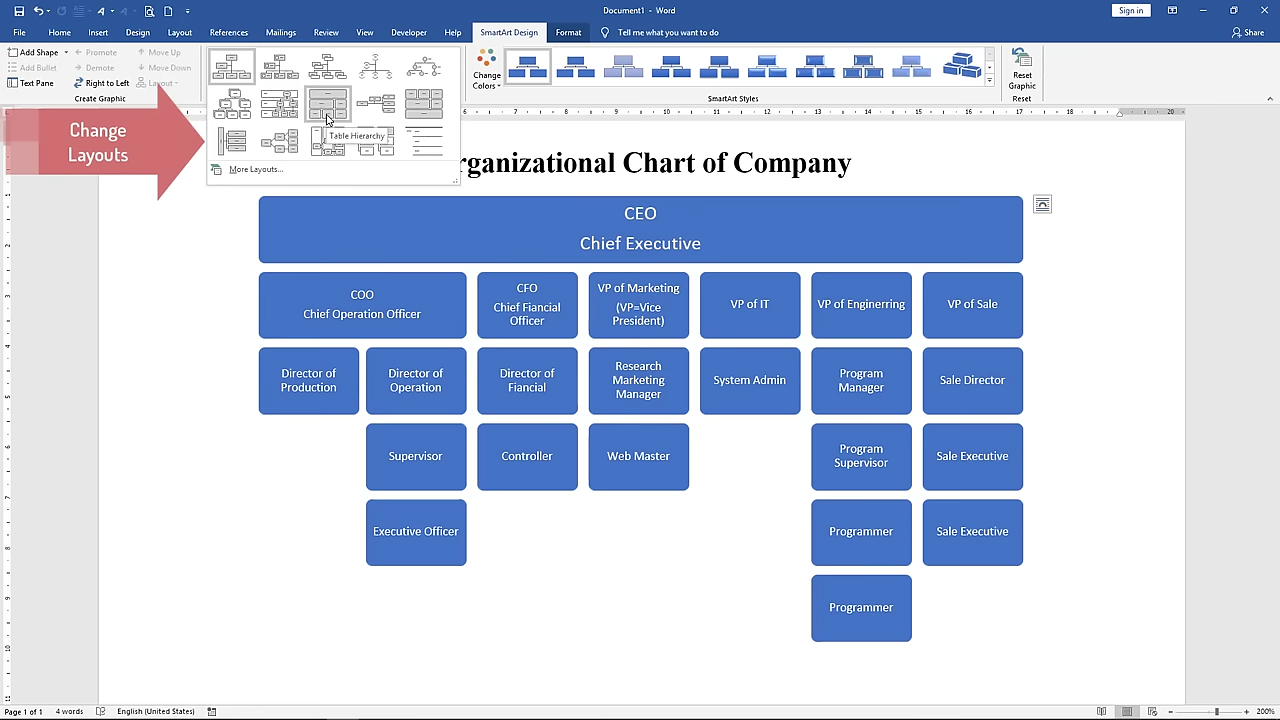 Document1 - Word
Sign in
File Home Insert Design Layout References Mailings Review View Developer Help SmartArt Design Format Tell me what you want to do
Share
Add Shape Promote Move Up
Add Bullet Demote Move Down
Text Pane Right to Left Layout
Create Graphic
Change
Colors
SmartArt Styles
Reset
Graphic
Reset
Table Hierarchy
More Layouts...
Change
Layouts
rganizational Chart of Company
CEO
Chief Executive
COO
Chief Operation Officer
CFO
Chief Fiancial
Officer
VP of Marketing
(VP=Vice
President)
VP of IT
VP of Enginerring
VP of Sale
Director of
Production
Director of
Operation
Director of
Fiancial
Research
Marketing
Manager
System Admin
Program
Manager
Sale Director
Supervisor
Controller
Web Master
Program
Supervisor
Sale Executive
Executive Officer
Programmer
Sale Executive
Programmer
Page 1 of 1 4 words English (United States)
200%